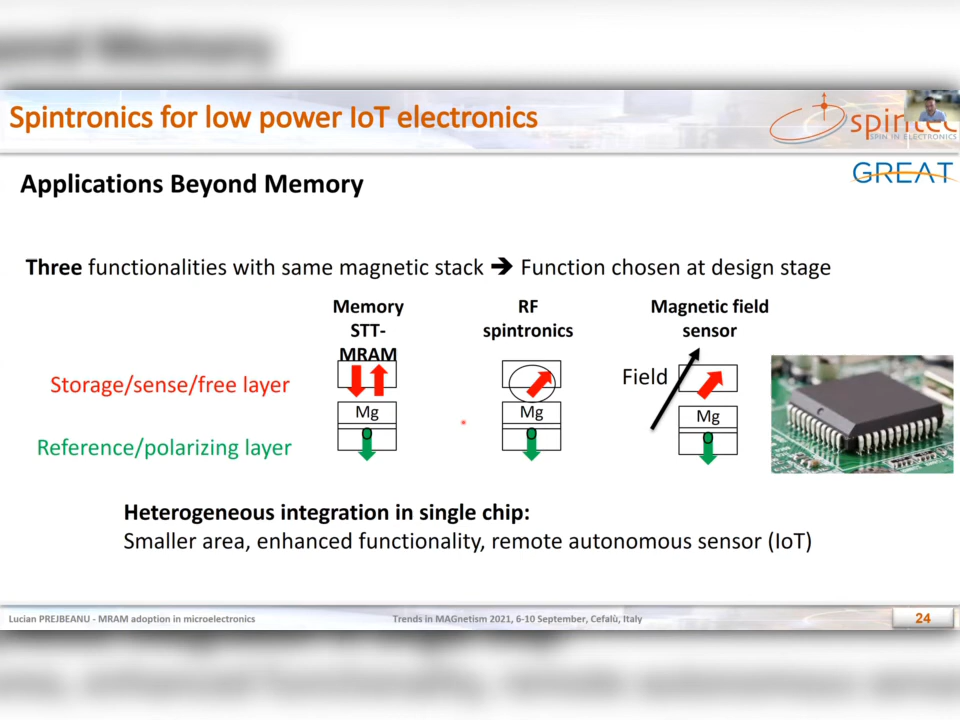 Spintronics for low power IoT electronics
spintec
SPIN IN ELECTRONICS
GREAT
Applications Beyond Memory
Three functionalities with same magnetic stack ➔ Function chosen at design stage
Memory
STT-
MRAM
RF
spintronics
Magnetic field
sensor
Storage/sense/free layer
Field
Mg
O
Mg
O
Mg
O
Reference/polarizing layer
Heterogeneous integration in single chip:
Smaller area, enhanced functionality, remote autonomous sensor (IoT)
Lucian PREJBEANU - MRAM adoption in microelectronics
Trends in MAGnetism 2021, 6-10 September, Cefalù, Italy
24